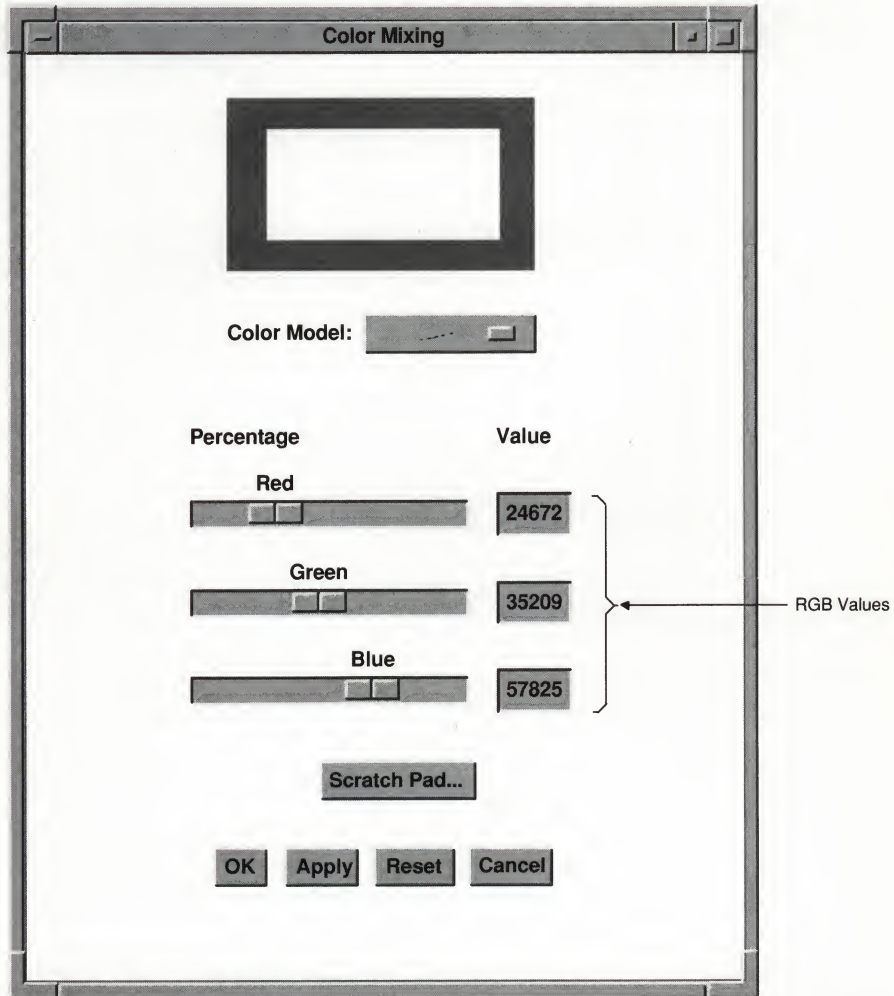 Color Mixing
Color Model:
Percentage Value
Red
24672
Green
35209
RGB Values
Blue
57825
Scratch Pad...
OK Apply Reset Cancel